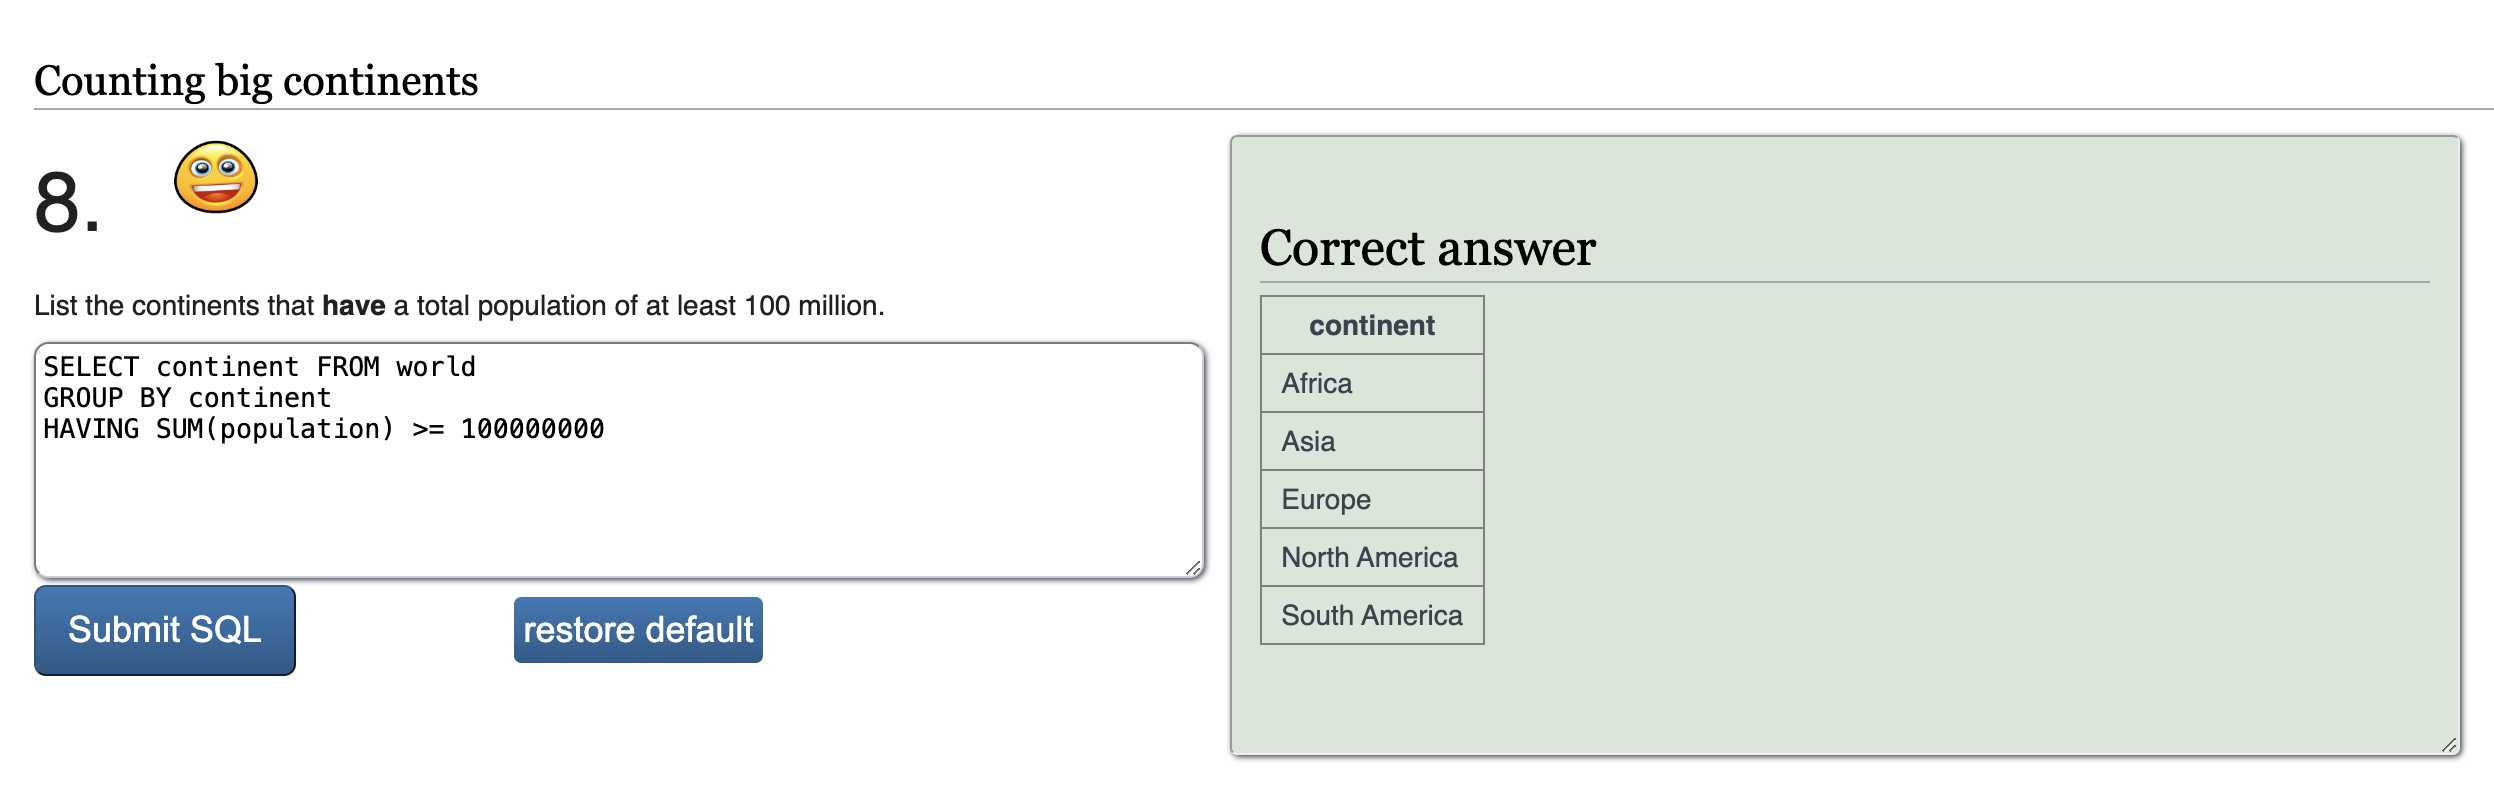 Counting big continents
8.
List the continents that have a total population of at least 100 million.
SELECT continent FROM world
GROUP BY continent
HAVING SUM(population) >= 100000000
Submit SQL
restore default
Correct answer
continent
Africa
Asia
Europe
North America
South America